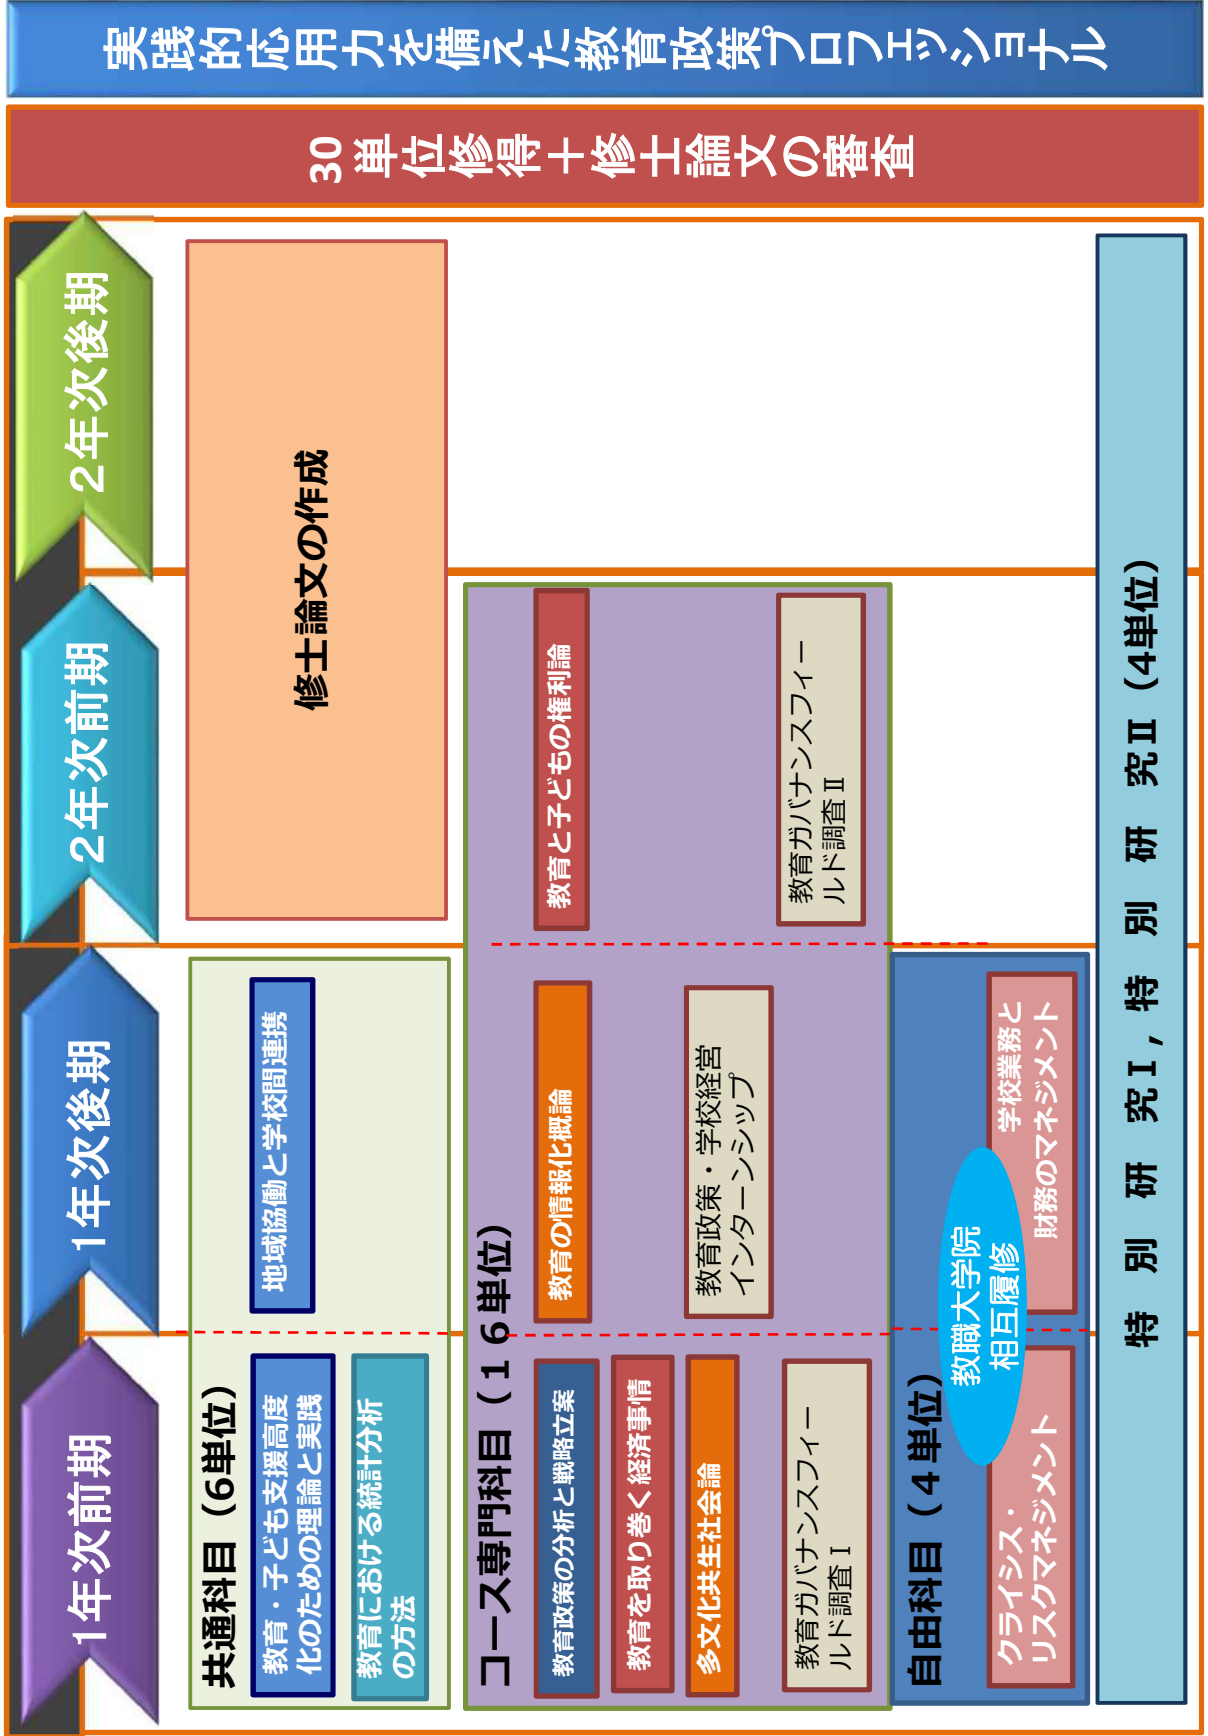 1年次前期
1年次後期
2年次前期
2年次後期
共通科目（6単位）
教育・子ども支援高度
化のための理論と実践
教育における統計分析
の方法
地域協働と学校間連携
修士論文の作成
コース専門科目（１６単位）
教育政策の分析と戦略立案
教育を取り巻く経済事情
多文化共生社会論
教育ガバナンスフィー
ルド調査Ⅰ
教育の情報化概論
教育政策・学校経営
インターンシップ
教育と子どもの権利論
教育ガバナンスフィー
ルド調査Ⅱ
自由科目（４単位）
クライシス・
リスクマネジメント
教職大学院
相互履修
学校業務と
財務のマネジメント
特別研究Ⅰ,特別研究Ⅱ（4単位）
30単位修得＋修士論文の審査
実践的応用力を備えた教育政策プロフェッショナル